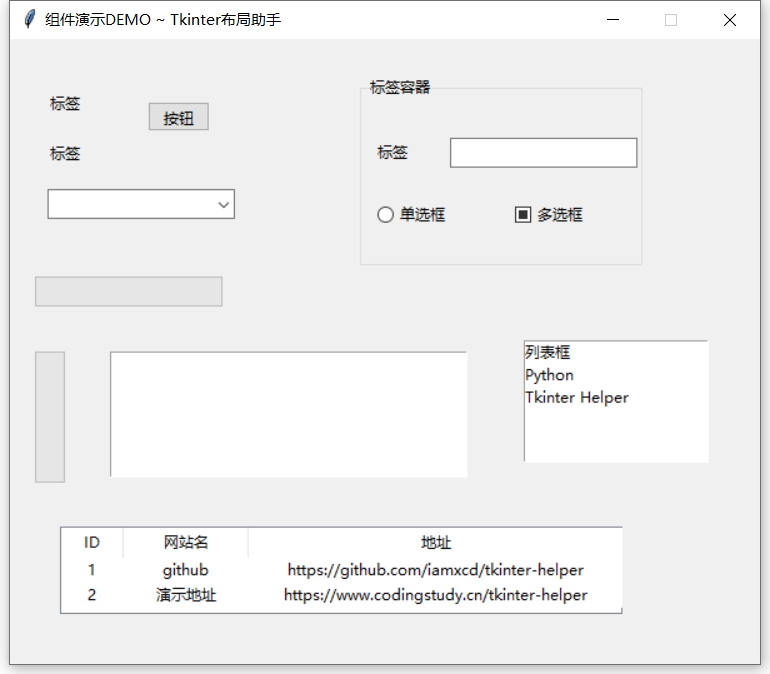 组件演示DEMO ~ Tkinter布局助手
标签
按钮
标签
标签容器
标签
单选框
多选框
列表框
Python
Tkinter Helper
ID 网站名 地址
1 github https://github.com/iamxcd/tkinter-helper
2 演示地址 https://www.codingstudy.cn/tkinter-helper